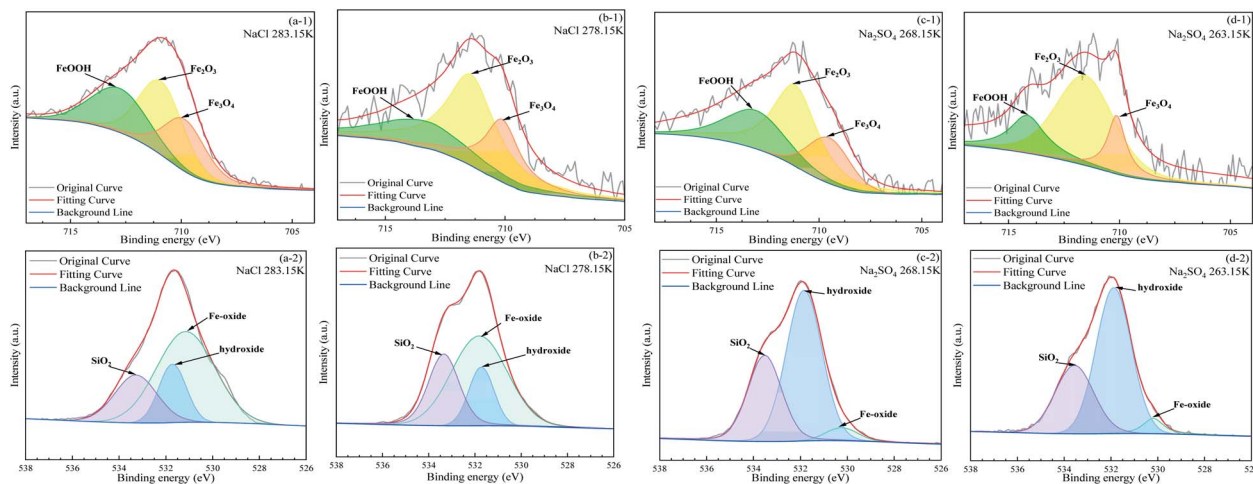 (a-1)
NaCl 283.15K
FeOOH
Fe₂O₃
Fe₃O₄
Intensity (a.u.)
Original Curve
Fitting Curve
Background Line
715 710 705
Binding energy (eV)
(b-1)
NaCl 278.15K
FeOOH
Fe₂O₃
Fe₃O₄
Intensity (a.u.)
Original Curve
Fitting Curve
Background Line
715 710 705
Binding energy (eV)
(c-1)
Na₂SO₄ 268.15K
FeOOH
Fe₂O₃
Fe₃O₄
Intensity (a.u.)
Original Curve
Fitting Curve
Background Line
715 710 705
Binding energy (eV)
(d-1)
Na₂SO₄ 263.15K
Fe₂O₃
FeOOH
Fe₃O₄
Intensity (a.u.)
Original Curve
Fitting Curve
Background Line
715 710 705
Binding energy (eV)
(a-2)
NaCl 283.15K
Original Curve
Fitting Curve
Background Line
Fe-oxide
SiO₂
hydroxide
Intensity (a.u.)
538 536 534 532 530 528 526
Binding energy (eV)
(b-2)
NaCl 278.15K
Original Curve
Fitting Curve
Background Line
Fe-oxide
SiO₂
hydroxide
Intensity (a.u.)
538 536 534 532 530 528 526
Binding energy (eV)
(c-2)
Na₂SO₄ 268.15K
Original Curve
Fitting Curve
Background Line
hydroxide
SiO₂
Fe-oxide
Intensity (a.u.)
538 536 534 532 530 528 526
Binding energy (eV)
(d-2)
Na₂SO₄ 263.15K
Original Curve
Fitting Curve
Background Line
hydroxide
SiO₂
Fe-oxide
Intensity (a.u.)
538 536 534 532 530 528
Binding energy (eV)